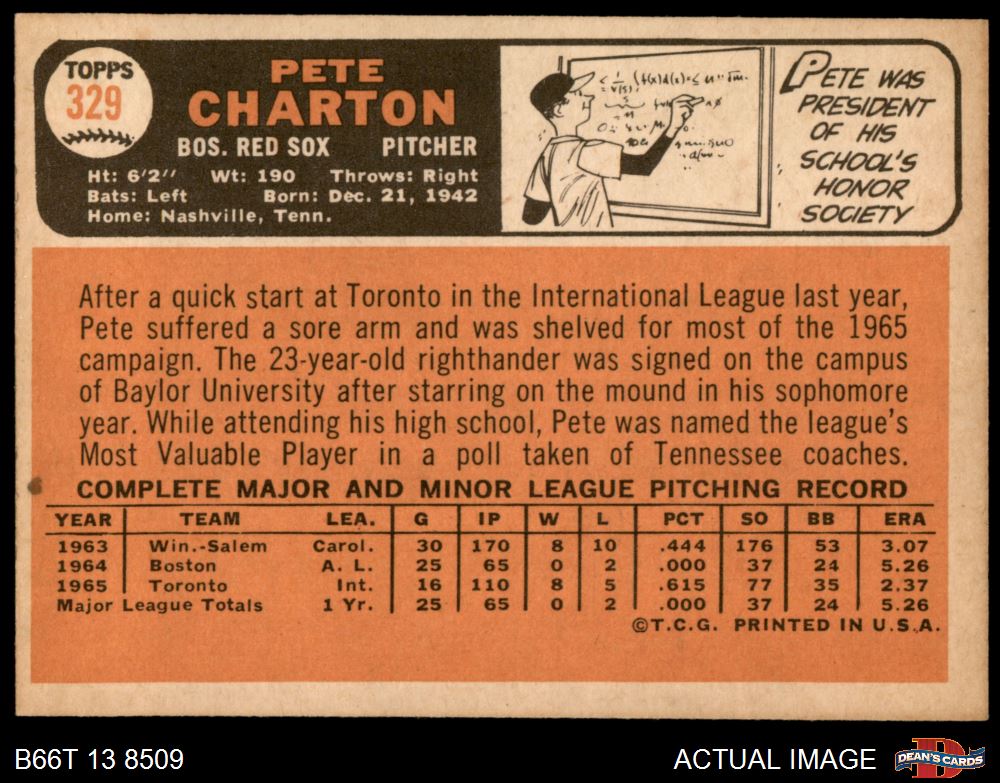 TOPPS
329
PETE
CHARTON
BOS. RED SOX PITCHER
Ht: 6'2" Wt: 190 Throws: Right
Bats: Left Born: Dec. 21, 1942
Home: Nashville, Tenn.
PETE WAS
PRESIDENT
OF HIS
SCHOOL'S
HONOR
SOCIETY
After a quick start at Toronto in the International League last year,
Pete suffered a sore arm and was shelved for most of the 1965
campaign. The 23-year-old righthander was signed on the campus
of Baylor University after starring on the mound in his sophomore
year. While attending his high school, Pete was named the league's
Most Valuable Player in a poll taken of Tennessee coaches.
COMPLETE MAJOR AND MINOR LEAGUE PITCHING RECORD
YEAR TEAM LEA. G IP W L PCT SO BB ERA
1963 Win.-Salem Carol. 30 170 8 10 .444 176 53 3.07
1964 Boston A. L. 25 65 0 2 .000 37 24 5.26
1965 Toronto Int. 16 110 8 5 .615 77 35 2.37
Major League Totals 1 Yr. 25 65 0 2 .000 37 24 5.26
©T.C.G. PRINTED IN U.S.A.
B66T 13 8509
ACTUAL IMAGE
DEAN'S CARDS